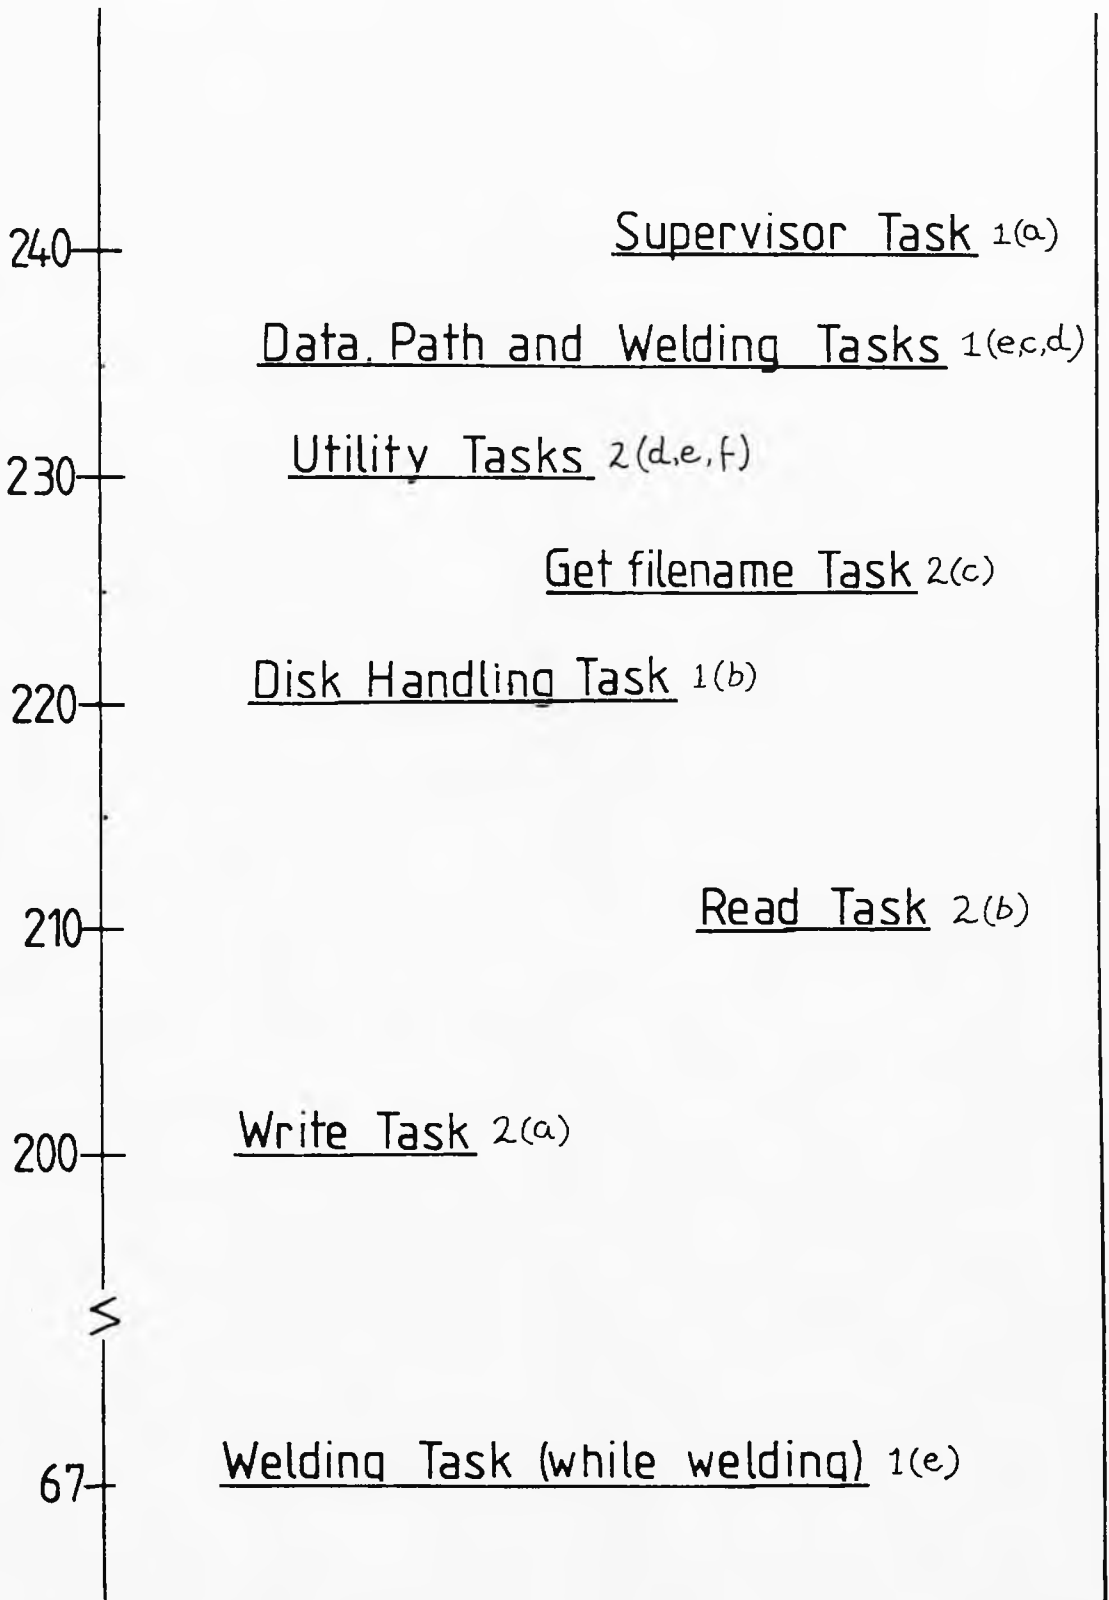 240 Supervisor Task 1(a)
Data, Path and Welding Tasks 1(e,c,d)
230 Utility Tasks 2(d,e,f)
Get filename Task 2(c)
220 Disk Handling Task 1(b)
210 Read Task 2(b)
200 Write Task 2(a)
67 Welding Task (while welding) 1(e)